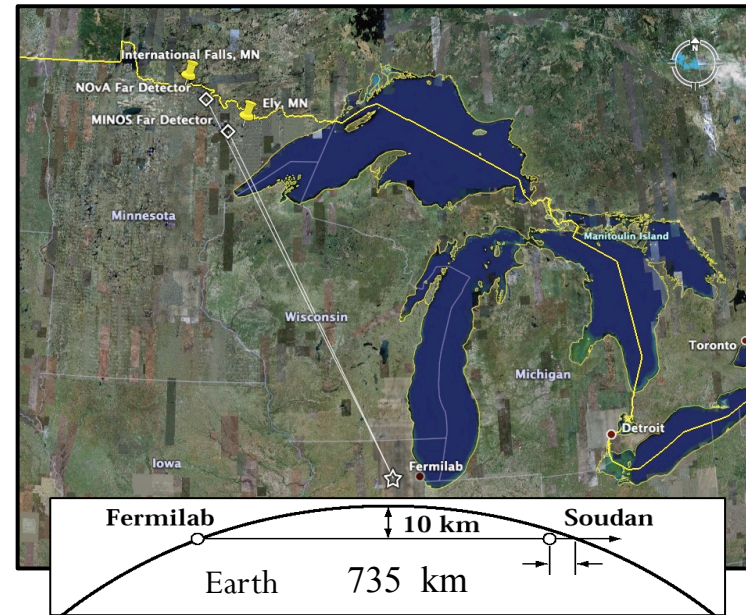 International Falls, MN
N
NOvA Far Detector
Ely, MN
MINOS Far Detector
Minnesota
Manitoulin Island
Wisconsin
Toronto
Michigan
Detroit
Iowa
Fermilab
Fermilab
10 km
Soudan
Earth
735 km